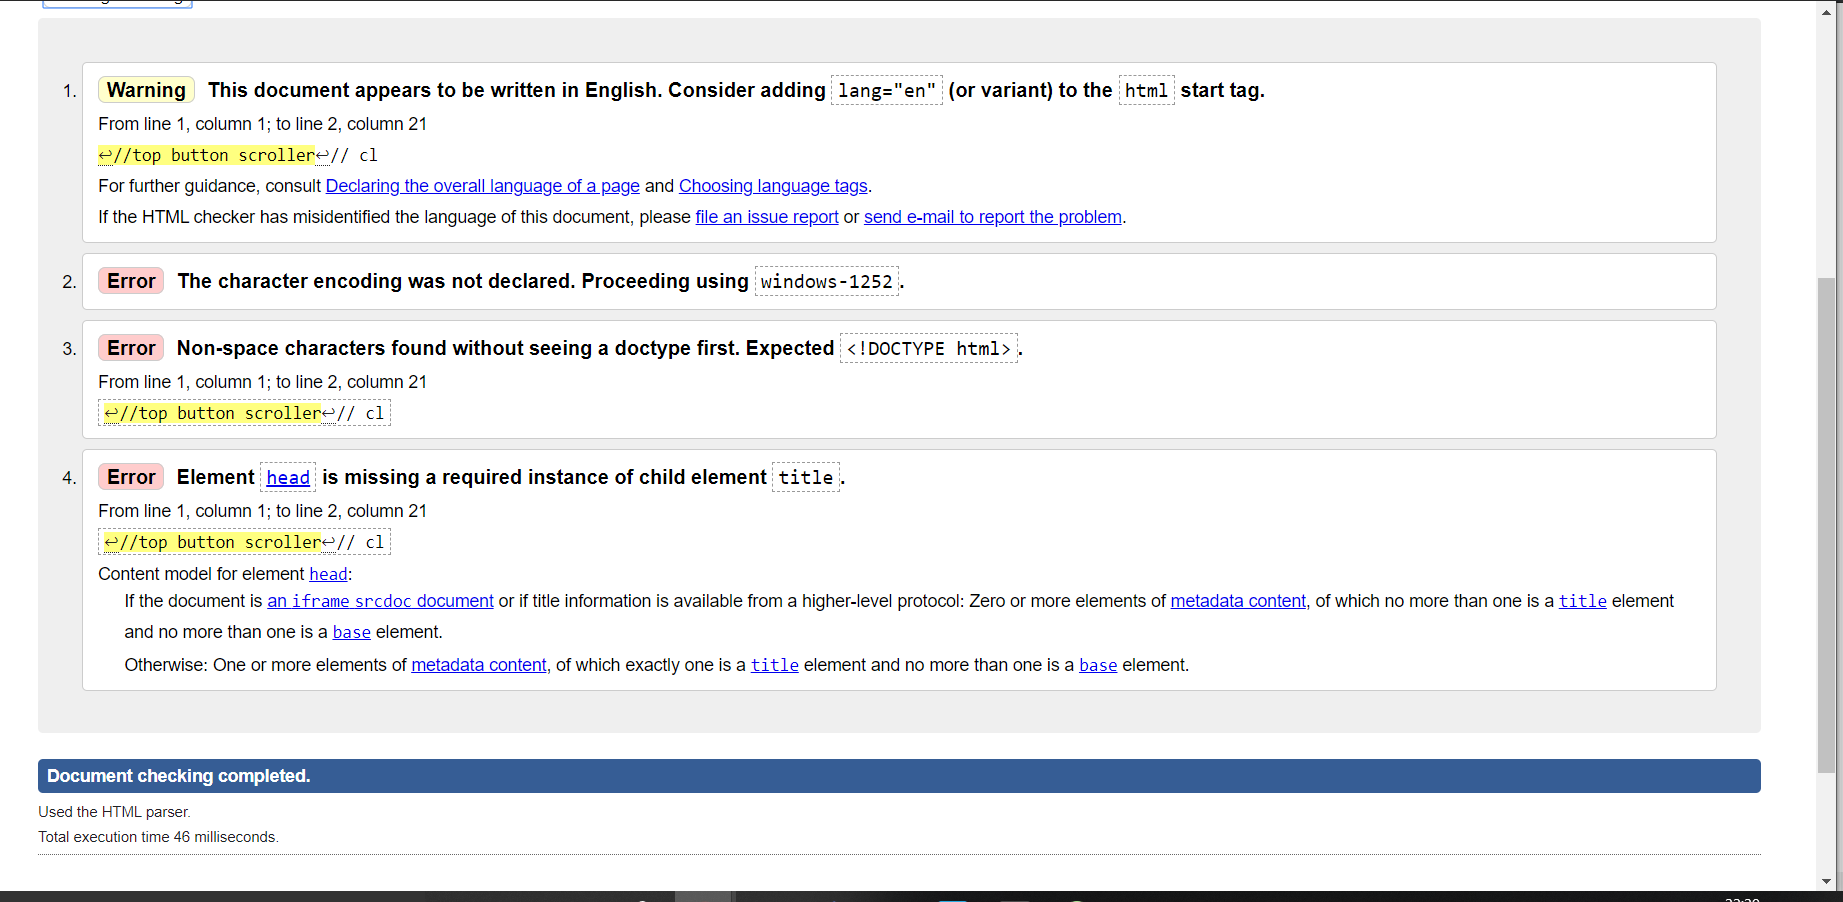 1. Warning This document appears to be written in English. Consider adding lang="en" (or variant) to the html start tag.
From line 1, column 1; to line 2, column 21
↩//top button scroller↩// cl
For further guidance, consult Declaring the overall language of a page and Choosing language tags.
If the HTML checker has misidentified the language of this document, please file an issue report or send e-mail to report the problem.
2. Error The character encoding was not declared. Proceeding using windows-1252.
3. Error Non-space characters found without seeing a doctype first. Expected <!DOCTYPE html>.
From line 1, column 1; to line 2, column 21
↩//top button scroller↩// cl
4. Error Element head is missing a required instance of child element title.
From line 1, column 1; to line 2, column 21
↩//top button scroller↩// cl
Content model for element head:
If the document is an iframe srcdoc document or if title information is available from a higher-level protocol: Zero or more elements of metadata content, of which no more than one is a title element
and no more than one is a base element.
Otherwise: One or more elements of metadata content, of which exactly one is a title element and no more than one is a base element.
Document checking completed.
Used the HTML parser.
Total execution time 46 milliseconds.